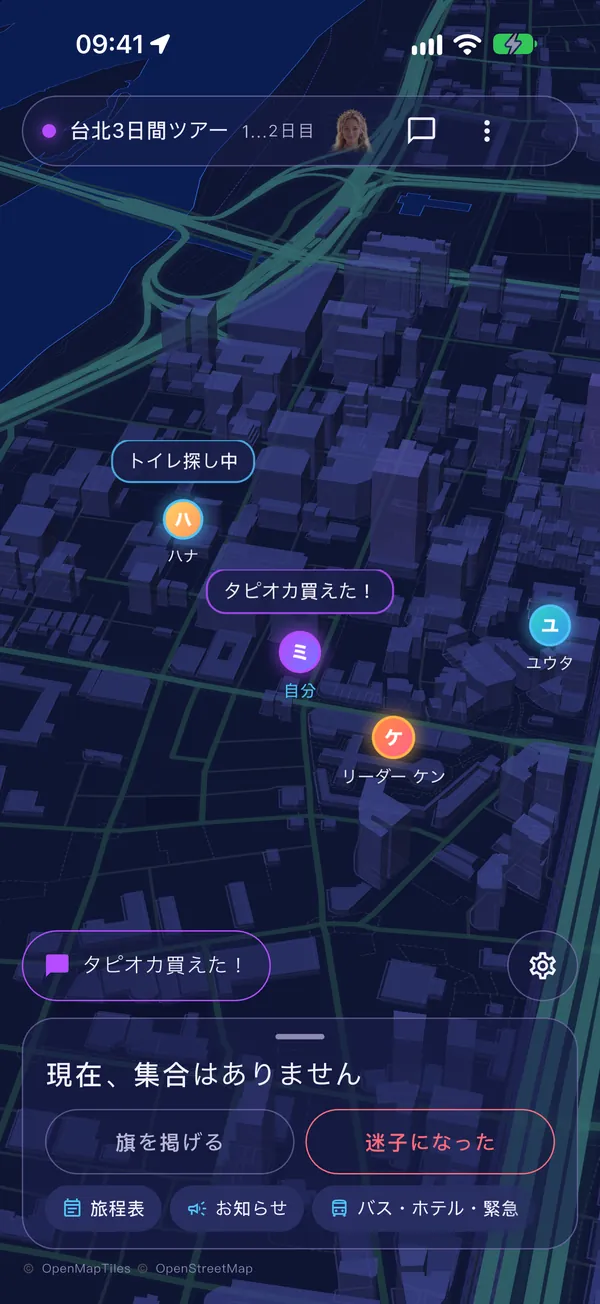 09:41
台北3日間ツアー 1...2日目
トイレ探し中
ハ
ハナ
タピオカ買えた！
ミ
自分
ユ
ユウタ
ケ
リーダー ケン
タピオカ買えた！
現在、集合はありません
旗を掲げる 迷子になった
旅程表 お知らせ バス・ホテル・緊急
© OpenMapTiles © OpenStreetMap